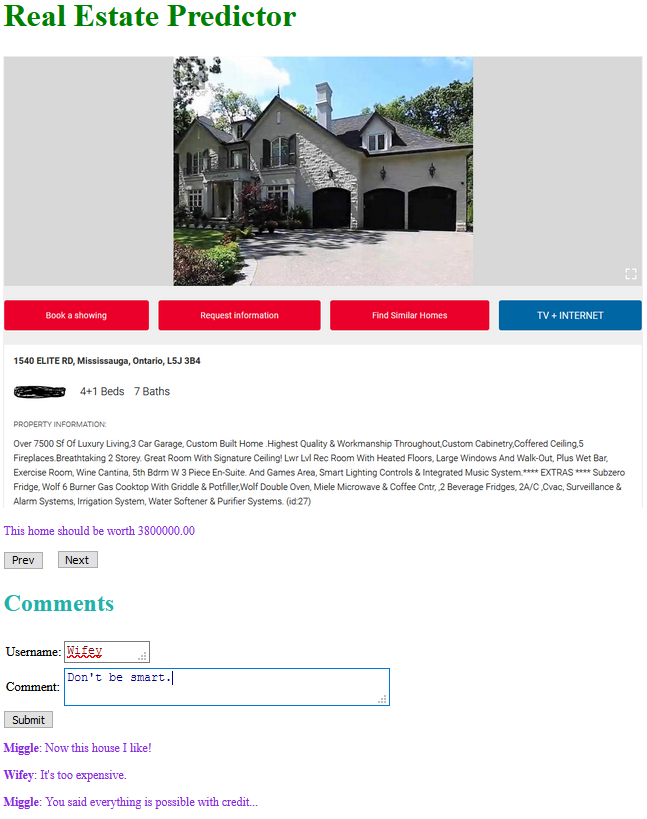 Real Estate Predictor
Book a showing
Request information
Find Similar Homes
TV + INTERNET
1540 ELITE RD, Mississauga, Ontario, L5J 3B4
4+1 Beds 7 Baths
PROPERTY INFORMATION:
Over 7500 Sf Of Luxury Living,3 Car Garage, Custom Built Home .Highest Quality & Workmanship Throughout,Custom Cabinetry,Coffered Ceiling,5
Fireplaces.Breathtaking 2 Storey. Great Room With Signature Ceiling! Lwr Lvl Rec Room With Heated Floors, Large Windows And Walk-Out, Plus Wet Bar,
Exercise Room, Wine Cantina, 5th Bdrm W 3 Piece En-Suite. And Games Area, Smart Lighting Controls & Integrated Music System.**** EXTRAS **** Subzero
Fridge, Wolf 6 Burner Gas Cooktop With Griddle & Potfiller,Wolf Double Oven, Miele Microwave & Coffee Cntr, ,2 Beverage Fridges, 2A/C ,Cvac, Surveillance &
Alarm Systems, Irrigation System, Water Softener & Purifier Systems. (id:27)
This home should be worth 3800000.00
Prev Next
Comments
Username: Wifey
Comment: Don't be smart.
Submit
Miggle: Now this house I like!
Wifey: It's too expensive.
Miggle: You said everything is possible with credit...